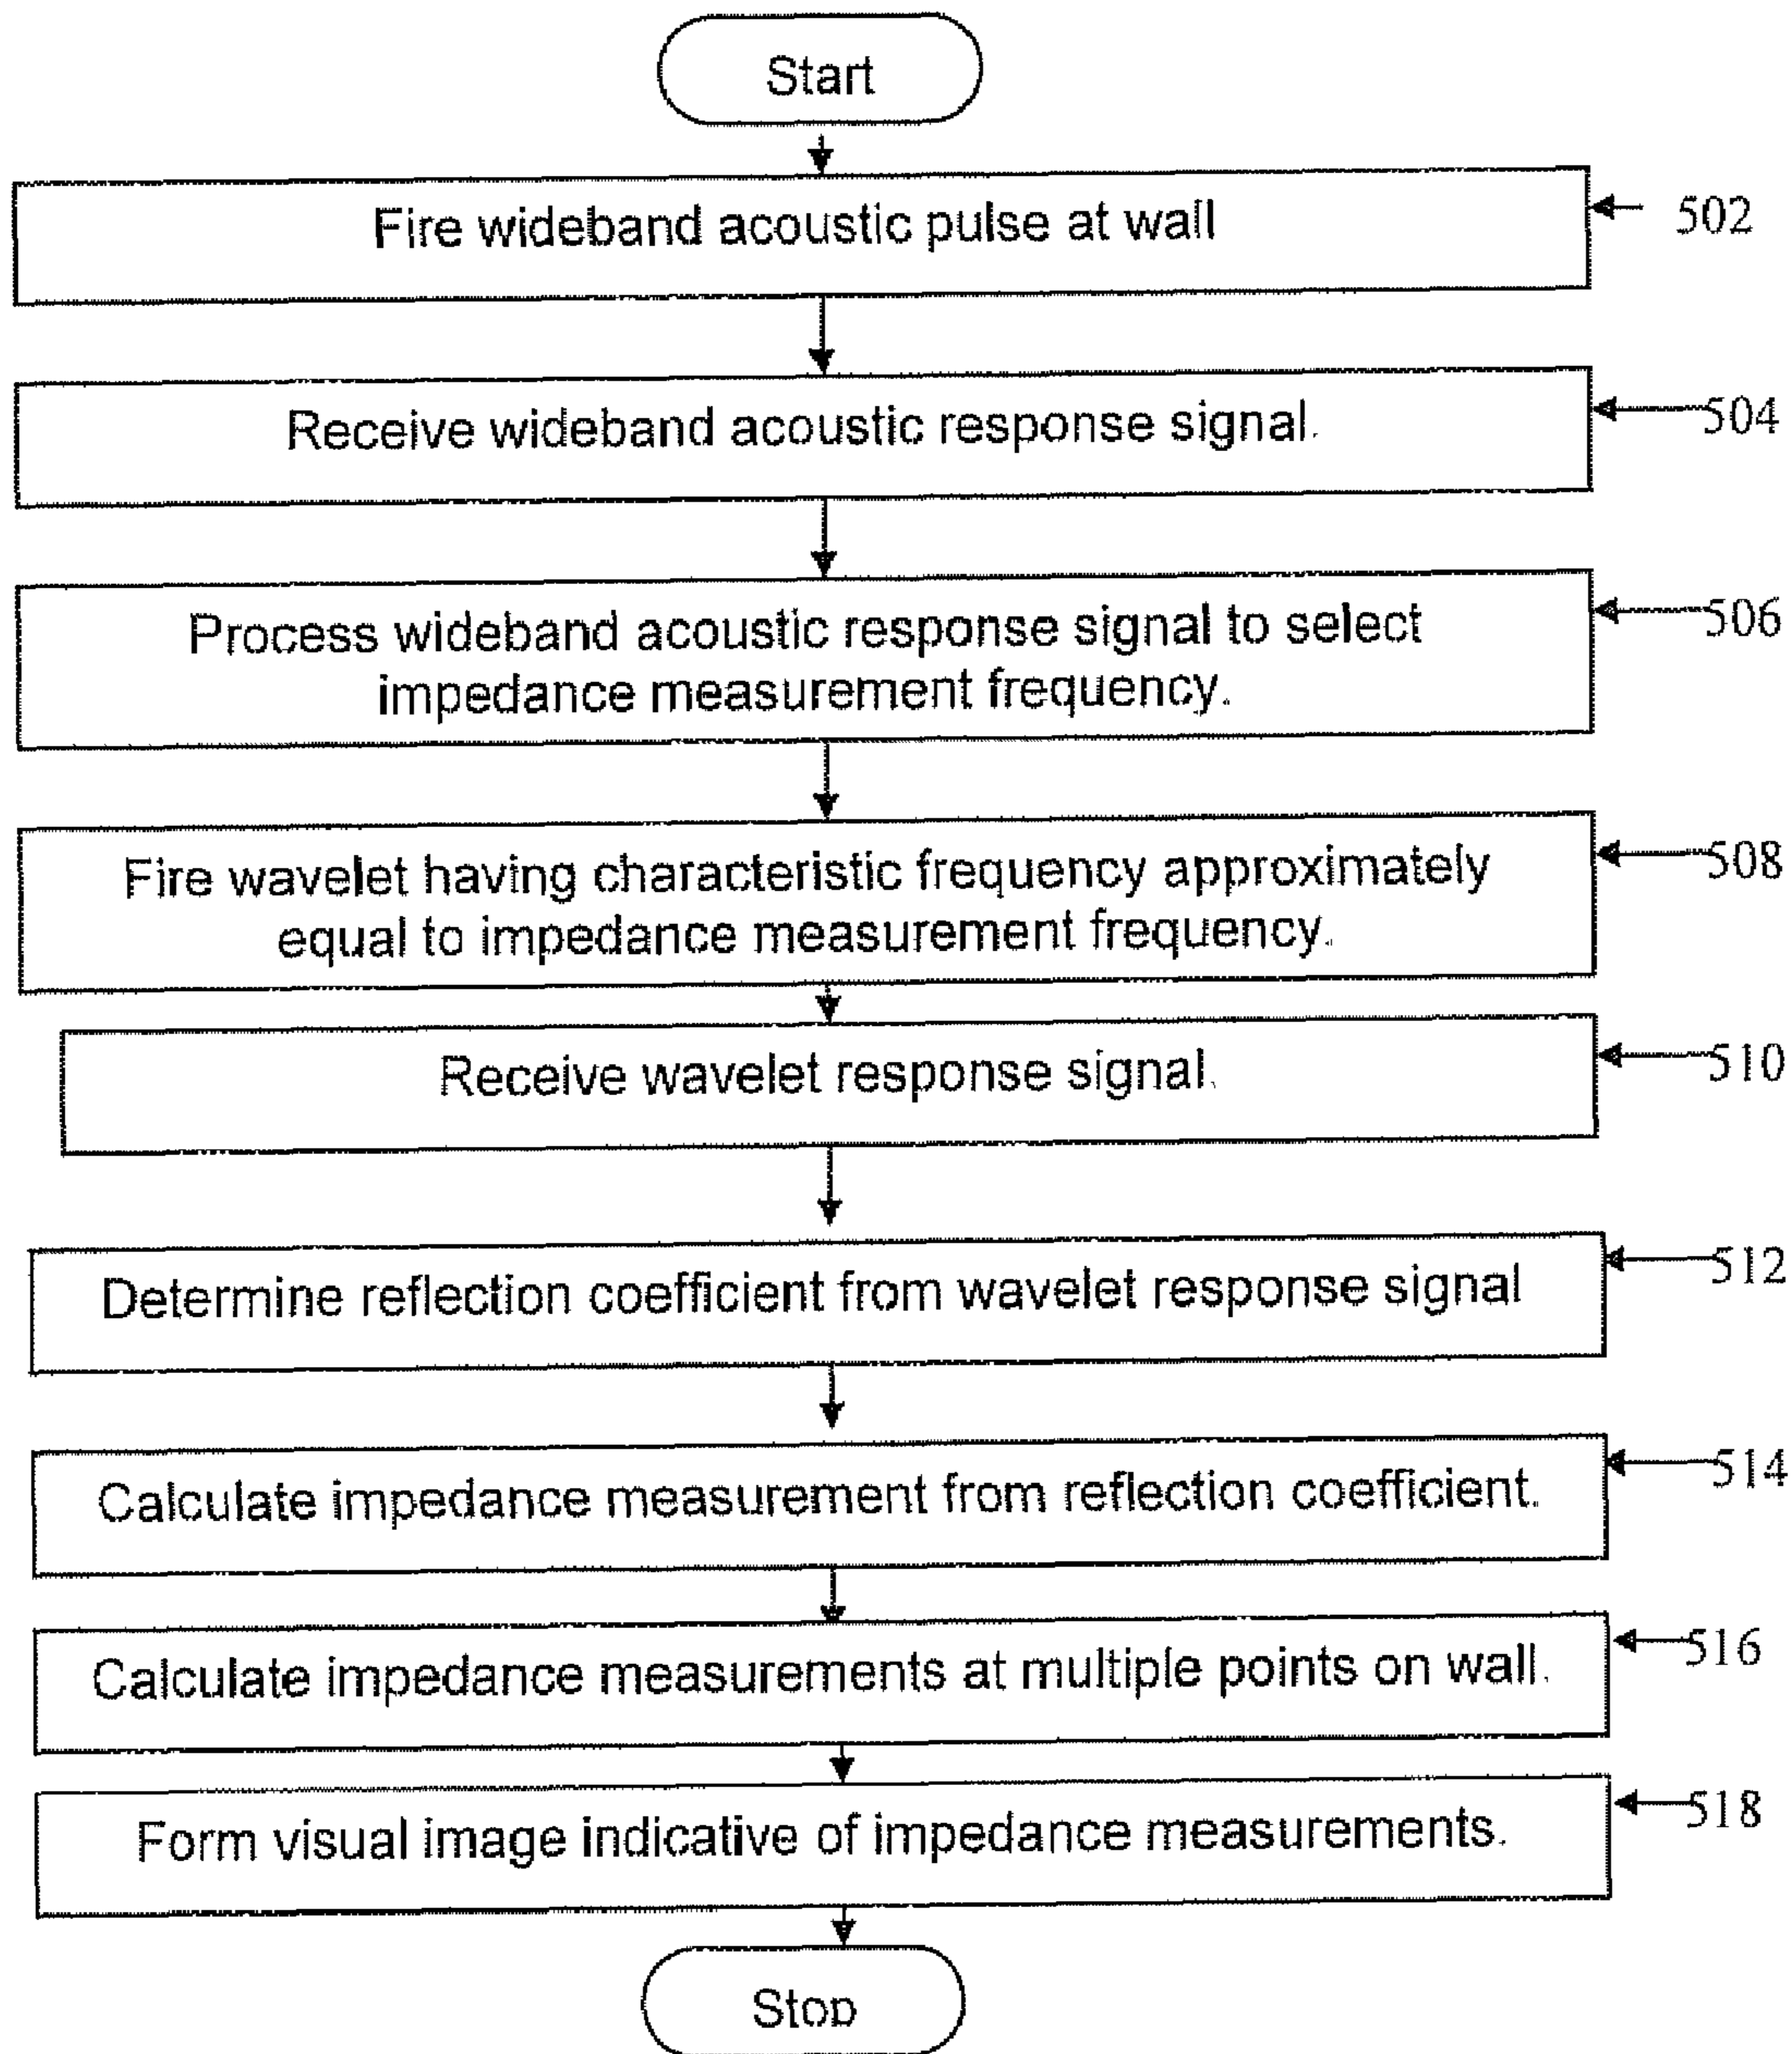 Start
Fire wideband acoustic pulse at wall
502
Receive wideband acoustic response signal.
504
Process wideband acoustic response signal to select
impedance measurement frequency.
506
Fire wavelet having characteristic frequency approximately
equal to impedance measurement frequency.
508
Receive wavelet response signal.
510
Determine reflection coefficient from wavelet response signal
512
Calculate impedance measurement from reflection coefficient.
514
Calculate impedance measurements at multiple points on wall.
516
Form visual image indicative of impedance measurements.
518
Stop